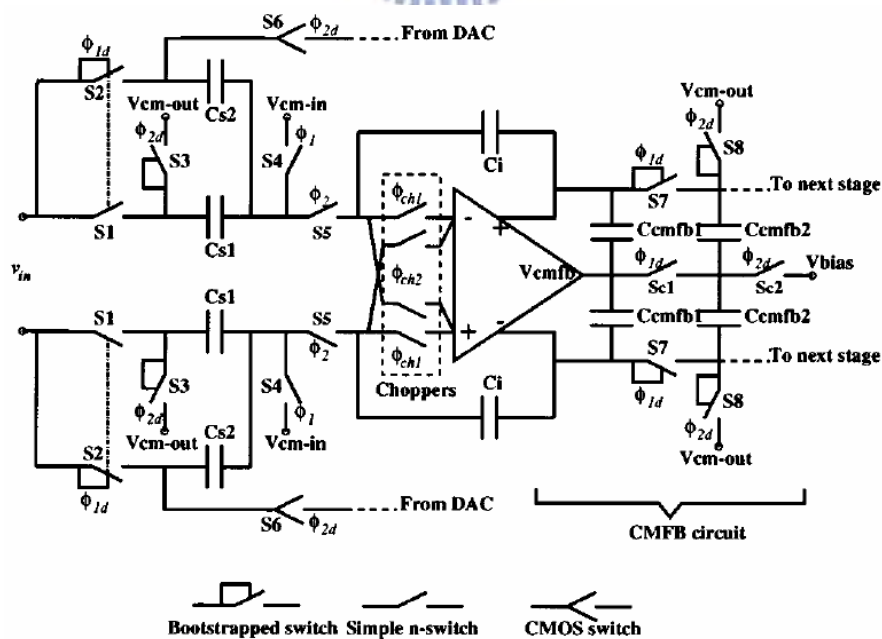 S6 ϕ2d From DAC
ϕ1d
S2
Cs2
Vcm-out Vcm-in
ϕ2d S3 S4 ϕ1
S1 Cs1 ϕ2 S5
Ci
ϕch1
ϕch2
ϕch1
Choppers
- +
+ -
Vcmfb
Vcm-out
ϕ2d S8
ϕ1d
S7
To next stage
Ccmfb1 Ccmfb2
ϕ1d ϕ2d Vbias
Sc1 Sc2
Ccmfb1 Ccmfb2
S7
To next stage
ϕ1d
ϕ2d S8
Vcm-out
vin
S1 Cs1 S5
ϕ2
S3 S4
ϕ2d ϕ1
Vcm-out Vcm-in
S2 Cs2
ϕ1d
Ci
S6 ϕ2d From DAC
CMFB circuit
Bootstrapped switch Simple n-switch CMOS switch